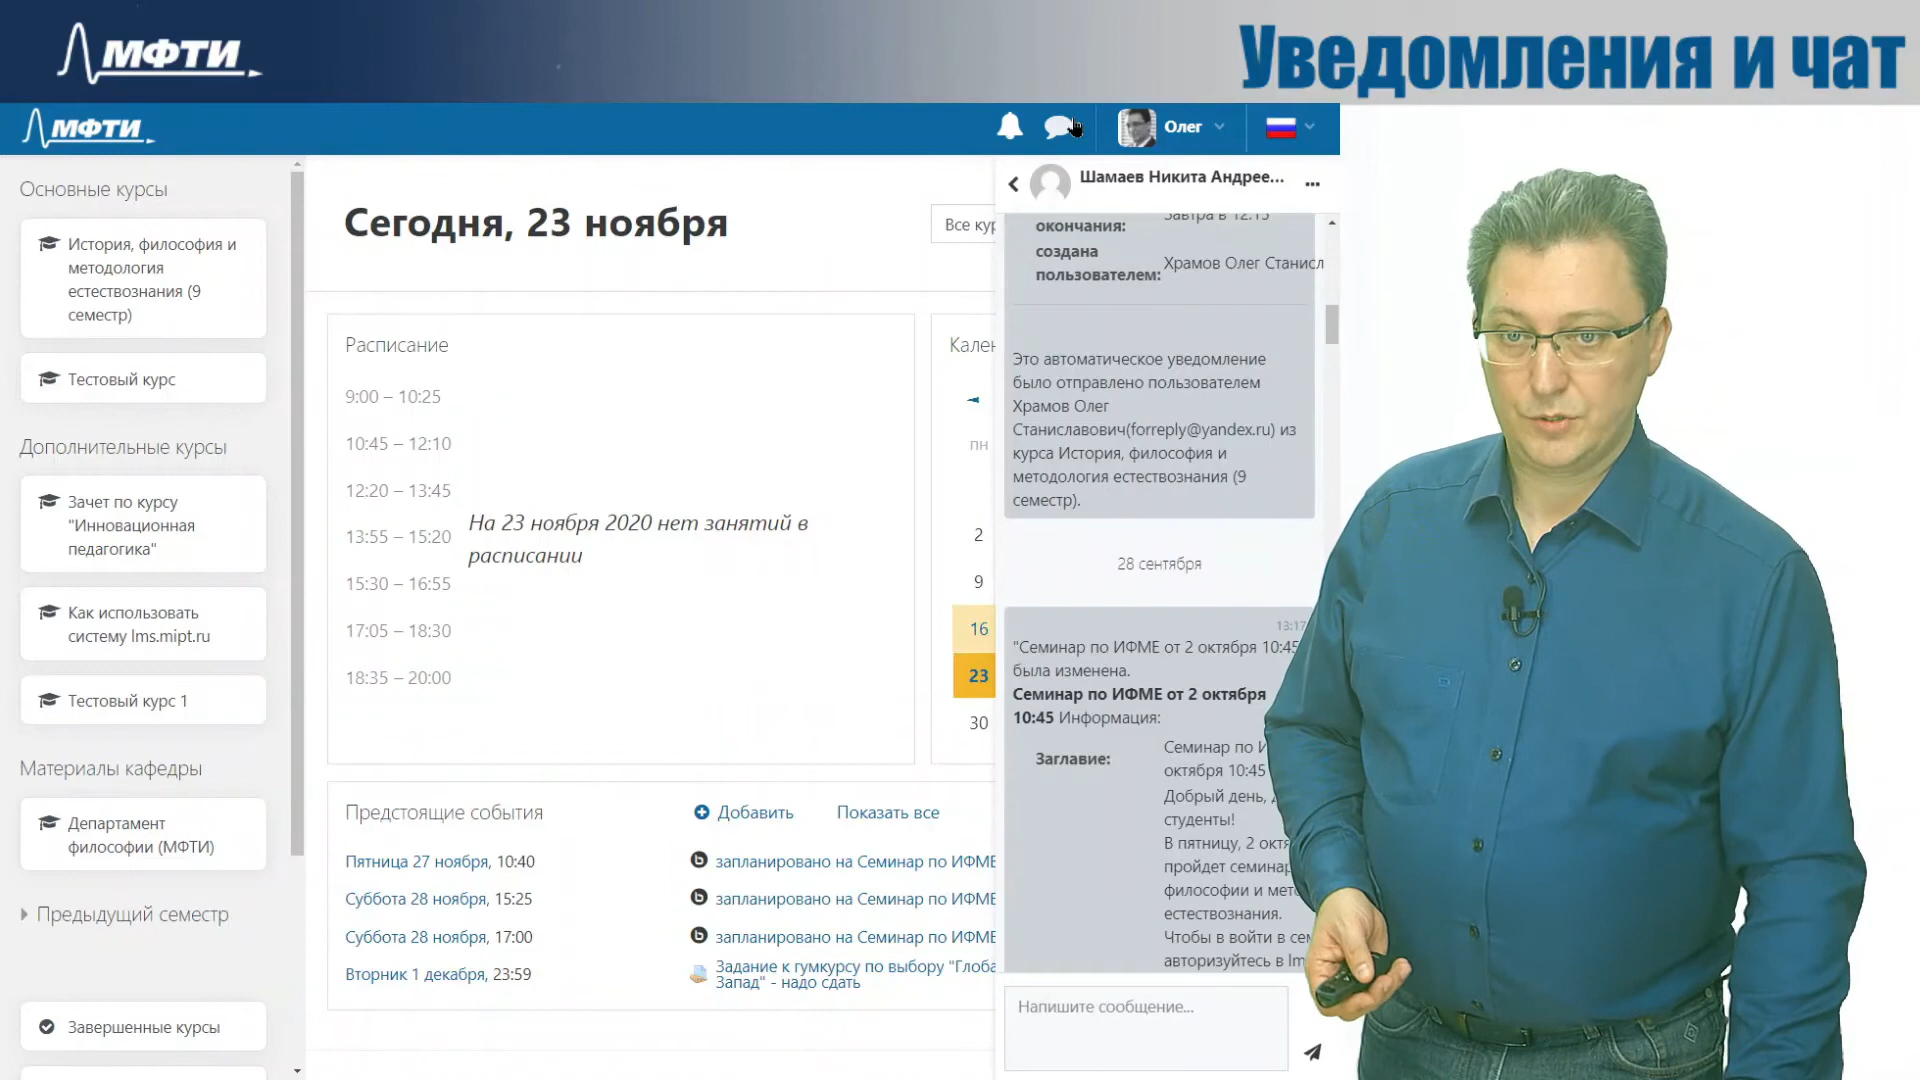 МФТИ
Уведомления и чат
МФТИ
Олег
Основные курсы
История, философия и
методология
естествознания (9
семестр)
Тестовый курс
Дополнительные курсы
Зачет по курсу
"Инновационная
педагогика"
Как использовать
систему lms.mipt.ru
Тестовый курс 1
Материалы кафедры
Департамент
философии (МФТИ)
Предыдущий семестр
Завершенные курсы
Сегодня, 23 ноября
Все кур
Расписание
9:00 – 10:25
10:45 – 12:10
12:20 – 13:45
13:55 – 15:20
15:30 – 16:55
17:05 – 18:30
18:35 – 20:00
На 23 ноября 2020 нет занятий в
расписании
Кален
пн
2
9
16
23
30
Предстоящие события
Добавить
Показать все
Пятница 27 ноября, 10:40
запланировано на Семинар по ИФМЕ
Суббота 28 ноября, 15:25
запланировано на Семинар по ИФМЕ
Суббота 28 ноября, 17:00
запланировано на Семинар по ИФМЕ
Вторник 1 декабря, 23:59
Задание к гумкурсу по выбору "Глоба
Запад" - надо сдать
Шамаев Никита Андрее...
Завтра в 12:15
окончания:
создана
пользователем:
Храмов Олег Станисл
Это автоматическое уведомление
было отправлено пользователем
Храмов Олег
Станиславович(forreply@yandex.ru) из
курса История, философия и
методология естествознания (9
семестр).
28 сентября
13:17
"Семинар по ИФМЕ от 2 октября 10:45
была изменена.
Семинар по ИФМЕ от 2 октября
10:45 Информация:
Заглавие:
Семинар по И
октября 10:45
Добрый день, 
студенты!
В пятницу, 2 окт
пройдет семинар
философии и мето
естествознания.
Чтобы в войти в сем
авторизуйтесь в lm
Напишите сообщение...